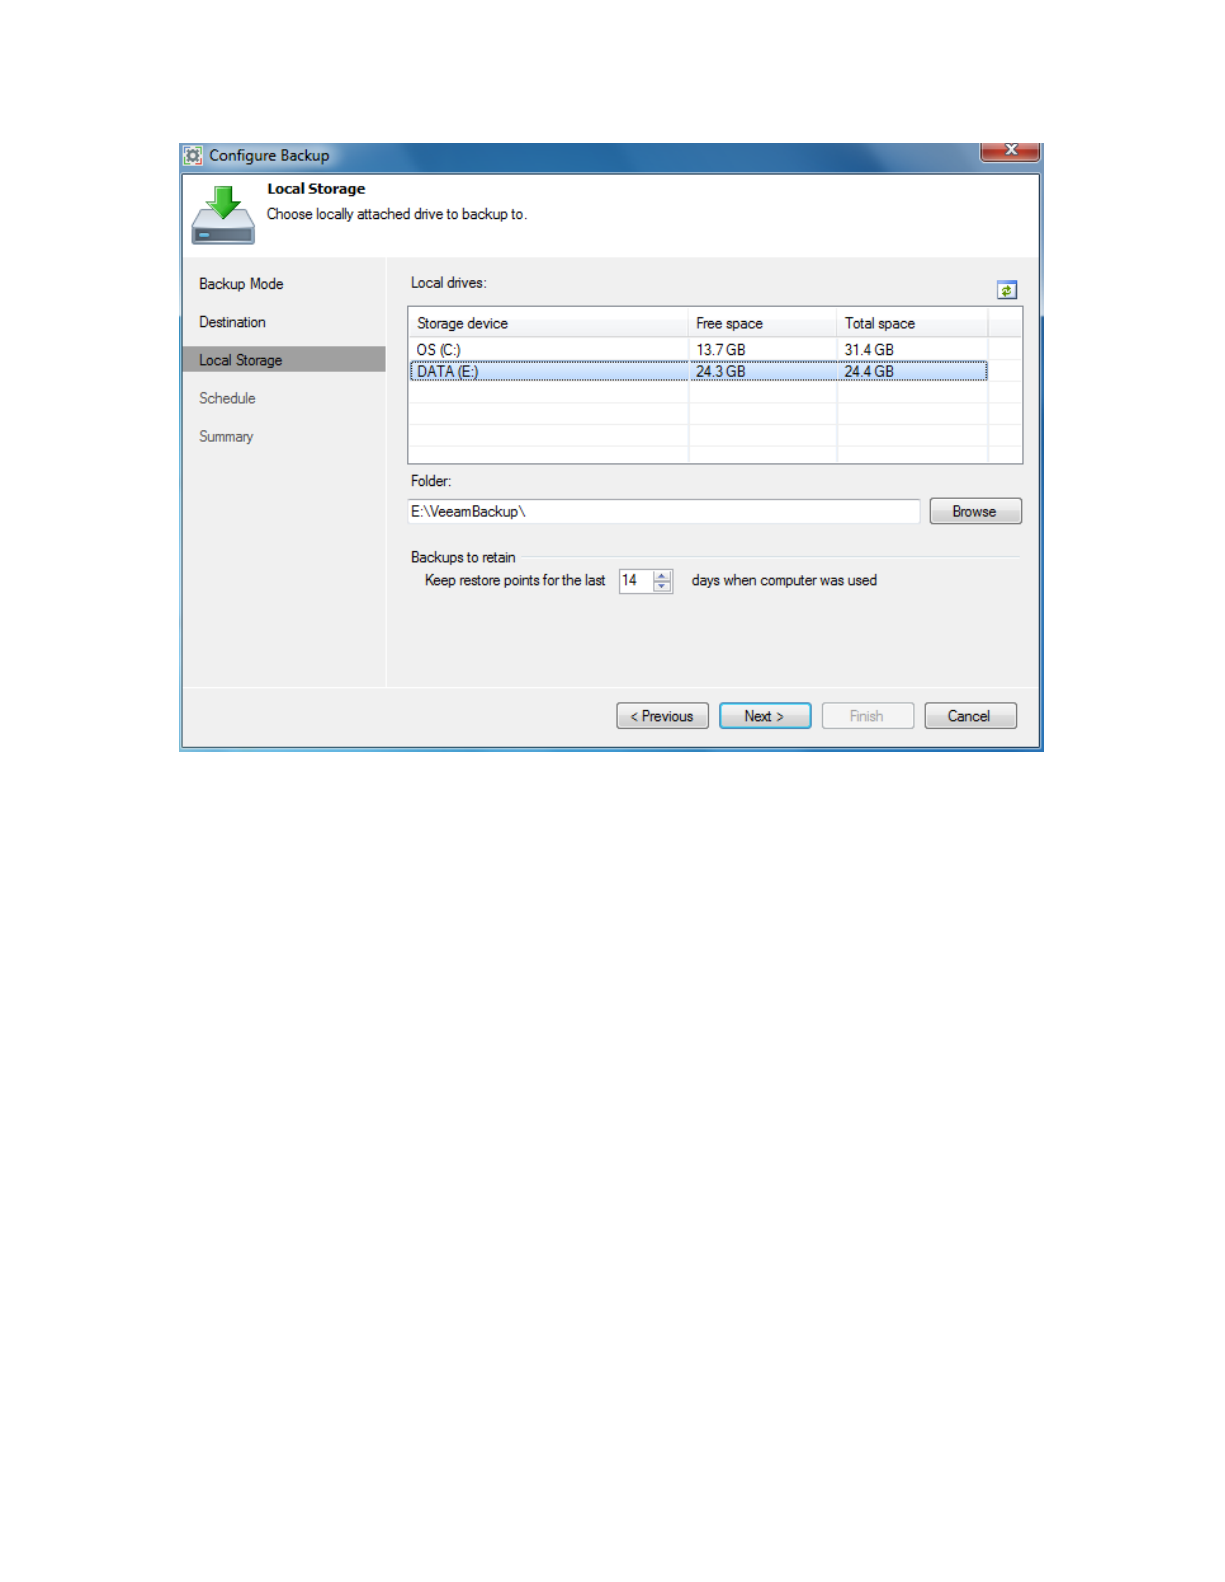 Configure Backup
Local Storage
Choose locally attached drive to backup to.
Backup Mode
Destination
Local Storage
Schedule
Summary
Local drives:
Storage device Free space Total space
OS (C:) 13.7 GB 31.4 GB
DATA (E:) 24.3 GB 24.4 GB
Folder:
E:\VeeamBackup\ Browse
Backups to retain
Keep restore points for the last 14 days when computer was used
< Previous Next > Finish Cancel